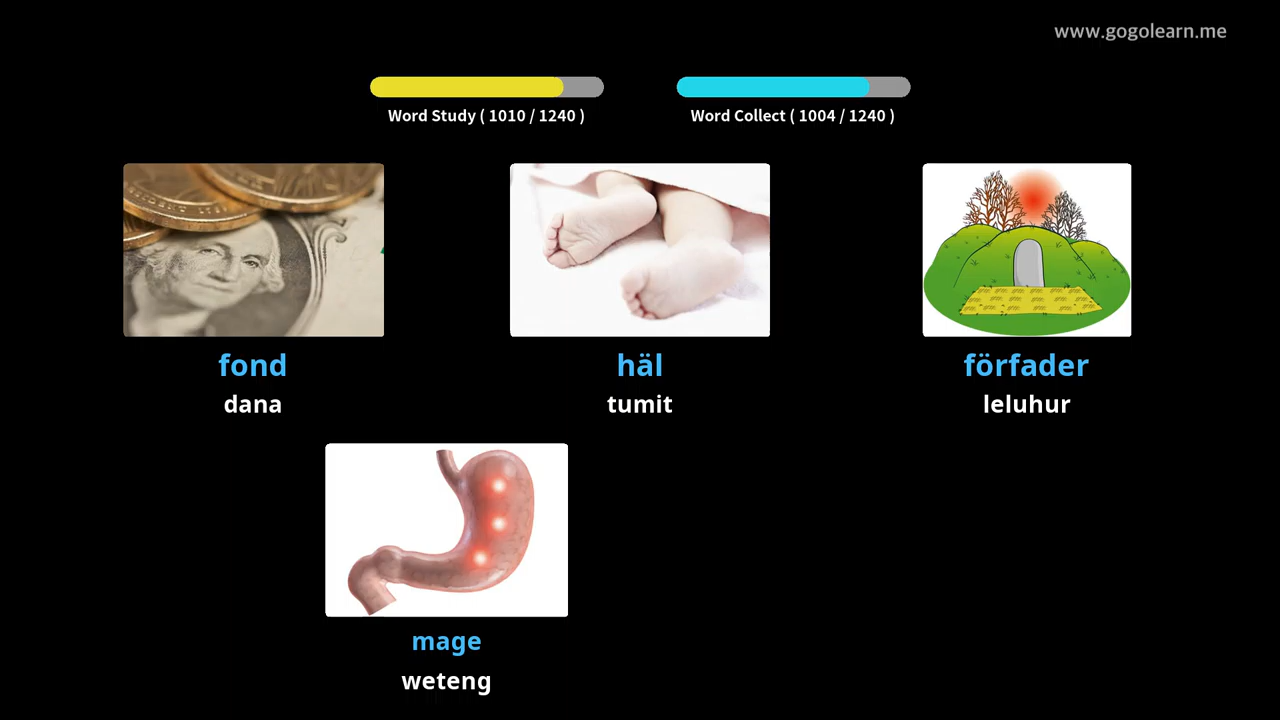 www.gogolearn.me
Word Study ( 1010 / 1240 )
Word Collect ( 1004 / 1240 )
fond
dana
häl
tumit
förfader
leluhur
mage
weteng